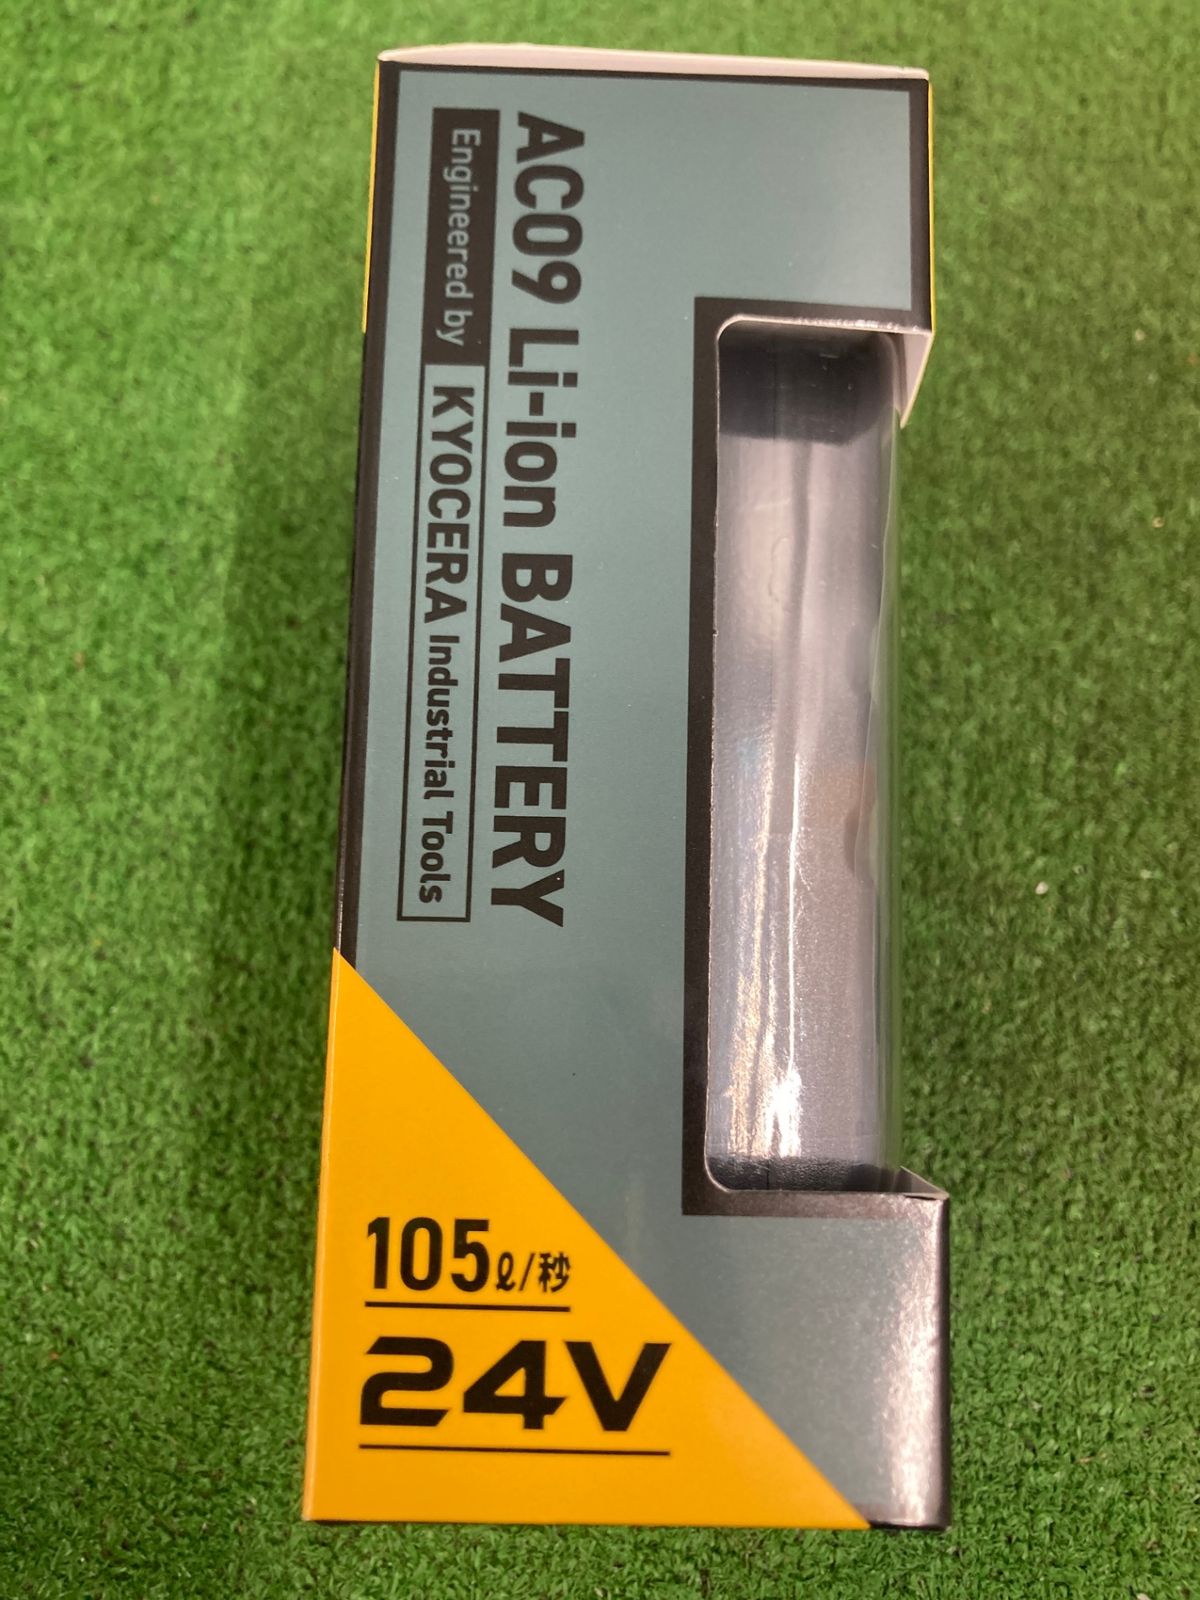 AC09 Li-ion BATTERY
Engineered by KYOCERA Industrial Tools
105ℓ/秒
24V